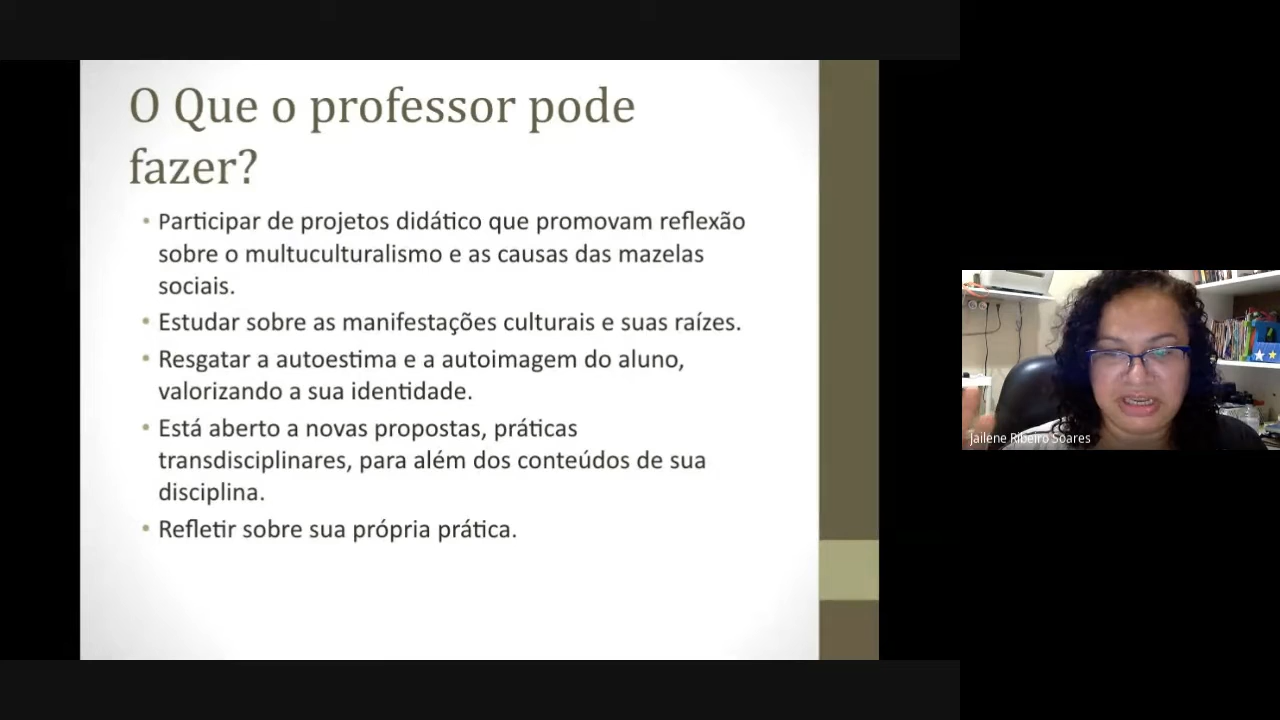 O Que o professor pode
fazer?
• Participar de projetos didático que promovam reflexão
sobre o multuculturalismo e as causas das mazelas
sociais.
• Estudar sobre as manifestações culturais e suas raízes.
• Resgatar a autoestima e a autoimagem do aluno,
valorizando a sua identidade.
• Está aberto a novas propostas, práticas
transdisciplinares, para além dos conteúdos de sua
disciplina.
• Refletir sobre sua própria prática.
Jailene Ribeiro Soares